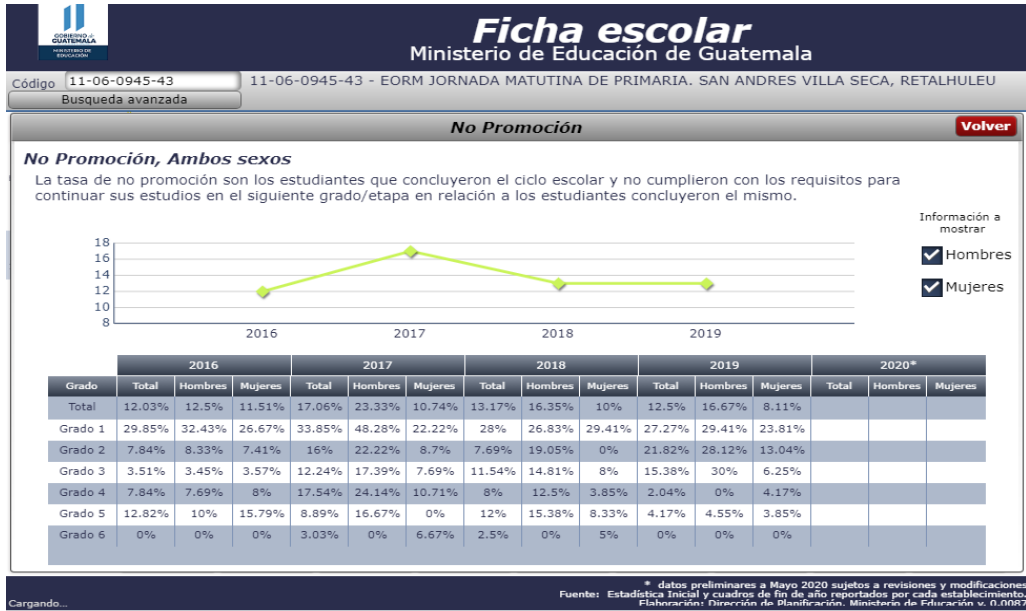 GOBIERNO de
GUATEMALA
MINISTERIO DE
EDUCACIÓN
Ficha escolar
Ministerio de Educación de Guatemala
Código 11-06-0945-43 11-06-0945-43 - EORM JORNADA MATUTINA DE PRIMARIA. SAN ANDRES VILLA SECA, RETALHULEU
Busqueda avanzada
No Promoción Volver
No Promoción, Ambos sexos
La tasa de no promoción son los estudiantes que concluyeron el ciclo escolar y no cumplieron con los requisitos para
continuar sus estudios en el siguiente grado/etapa en relación a los estudiantes concluyeron el mismo.
Información a
mostrar
Hombres
Mujeres
18
16
14
12
10
8
2016 2017 2018 2019
2016 2017 2018 2019 2020*
Grado Total Hombres Mujeres Total Hombres Mujeres Total Hombres Mujeres Total Hombres Mujeres Total Hombres Mujeres
Total 12.03% 12.5% 11.51% 17.06% 23.33% 10.74% 13.17% 16.35% 10% 12.5% 16.67% 8.11%
Grado 1 29.85% 32.43% 26.67% 33.85% 48.28% 22.22% 28% 26.83% 29.41% 27.27% 29.41% 23.81%
Grado 2 7.84% 8.33% 7.41% 16% 22.22% 8.7% 7.69% 19.05% 0% 21.82% 28.12% 13.04%
Grado 3 3.51% 3.45% 3.57% 12.24% 17.39% 7.69% 11.54% 14.81% 8% 15.38% 30% 6.25%
Grado 4 7.84% 7.69% 8% 17.54% 24.14% 10.71% 8% 12.5% 3.85% 2.04% 0% 4.17%
Grado 5 12.82% 10% 15.79% 8.89% 16.67% 0% 12% 15.38% 8.33% 4.17% 4.55% 3.85%
Grado 6 0% 0% 0% 3.03% 0% 6.67% 2.5% 0% 5% 0% 0% 0%
* datos preliminares a Mayo 2020 sujetos a revisiones y modificaciones
Fuente: Estadística Inicial y cuadros de fin de año reportados por cada establecimiento.
Cargando... Elaboración: Dirección de Planificación. Ministerio de Educación v. 0.0087